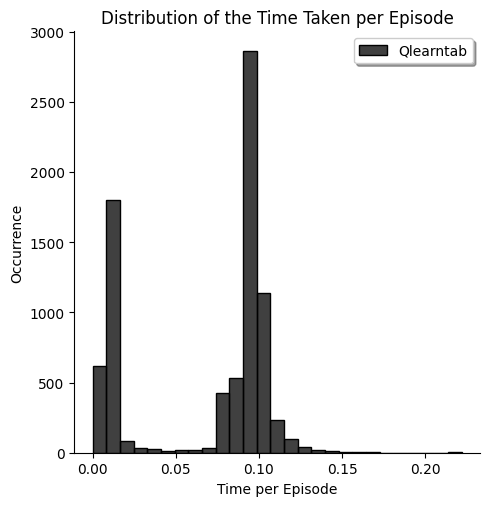 Distribution of the Time Taken per Episode
Qlearntab
3000
2500
2000
1500
1000
500
0
Occurrence
0.00 0.05 0.10 0.15 0.20
Time per Episode